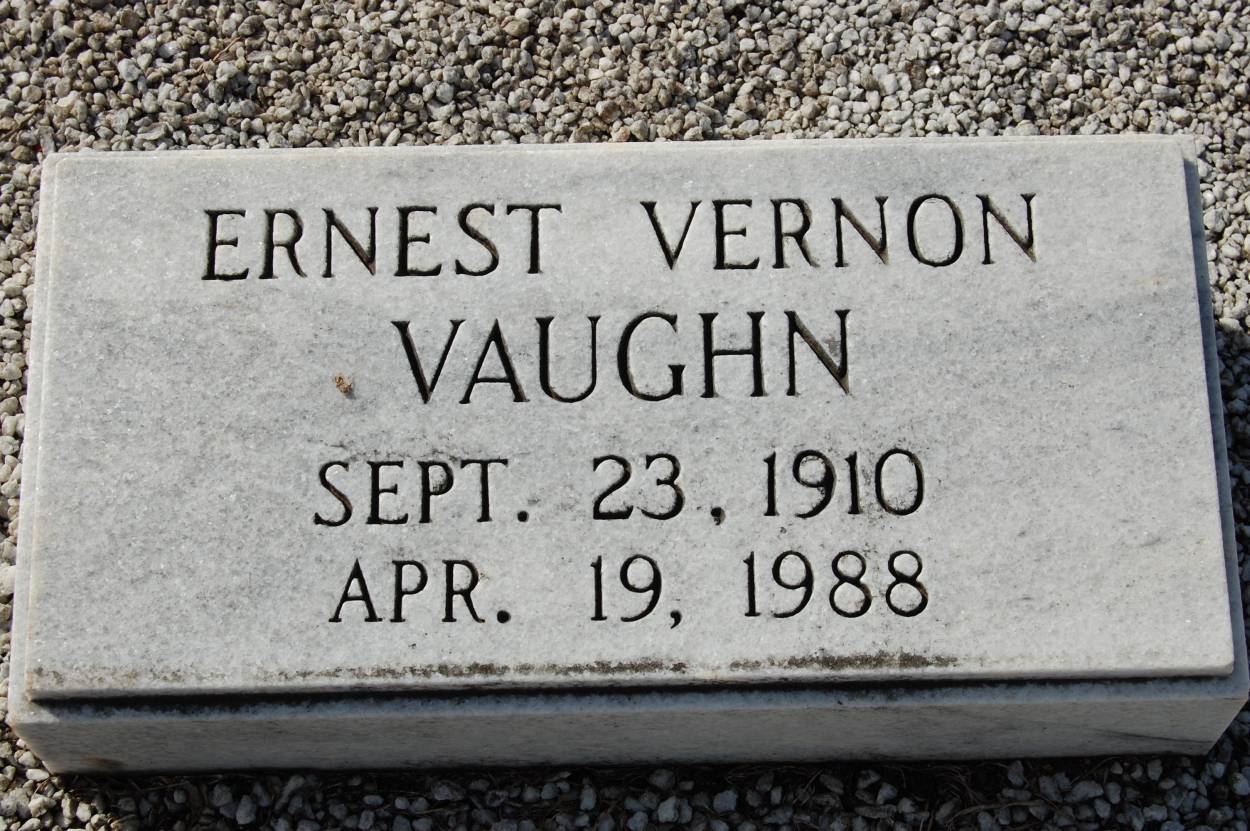 ERNEST VERNON
VAUGHN
SEPT. 23, 1910
APR. 19, 1988